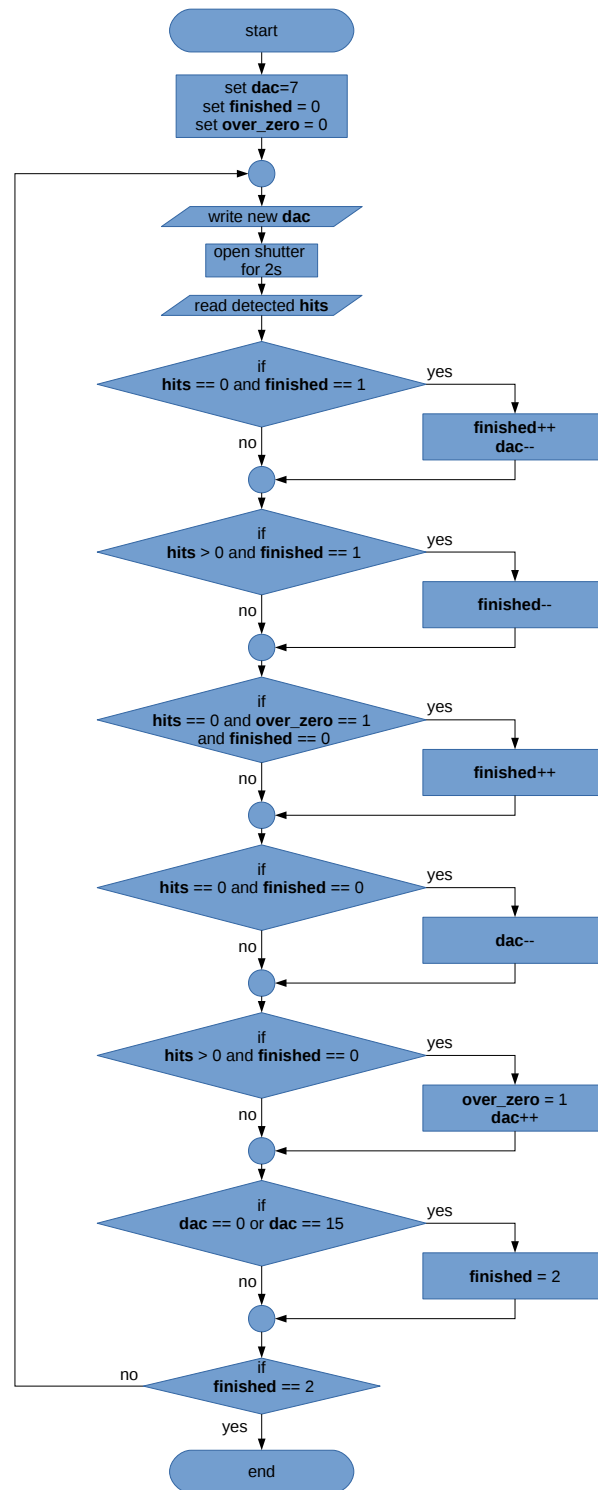 start
set dac=7
set finished = 0
set over_zero = 0
write new dac
open shutter
for 2s
read detected hits
if
hits == 0 and finished == 1
yes
no
finished++
dac--
if
hits > 0 and finished == 1
yes
no
finished--
if
hits == 0 and over_zero == 1
and finished == 0
yes
no
finished++
if
hits == 0 and finished == 0
yes
no
dac--
if
hits > 0 and finished == 0
yes
no
over_zero = 1
dac++
if
dac == 0 or dac == 15
yes
no
finished = 2
if
finished == 2
no
yes
end